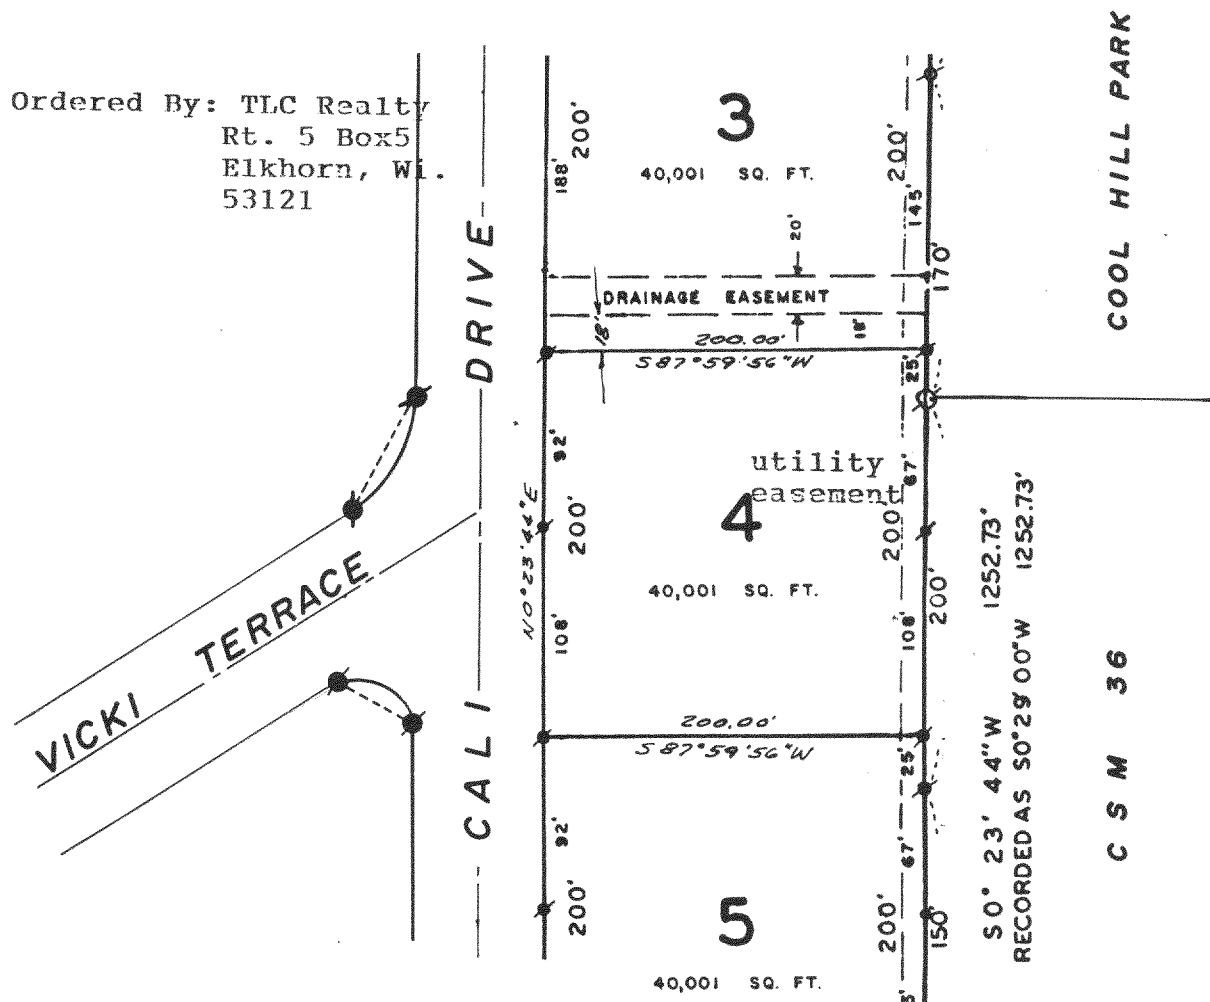 Ordered By: TLC Realty
Rt. 5 Box5
Elkhorn, Wi.
53121
3
40,001 SQ. FT.
200'
188'
200'
145'
170'
20'
DRAINAGE EASEMENT
18'
18'
200.00'
S 87°59'56"W
25'
COOL HILL PARK
CALI DRIVE
VICKI TERRACE
92'
N0°23'44"E
200'
108'
utility
easement
4
40,001 SQ. FT.
67'
200'
200'
108'
200.00'
S 87°59'56"W
25'
S0° 23' 44"W 1252.73'
RECORDED AS S0°29'00"W 1252.73'
CSM 36
92'
200'
5
40,001 SQ. FT.
67'
200'
150'